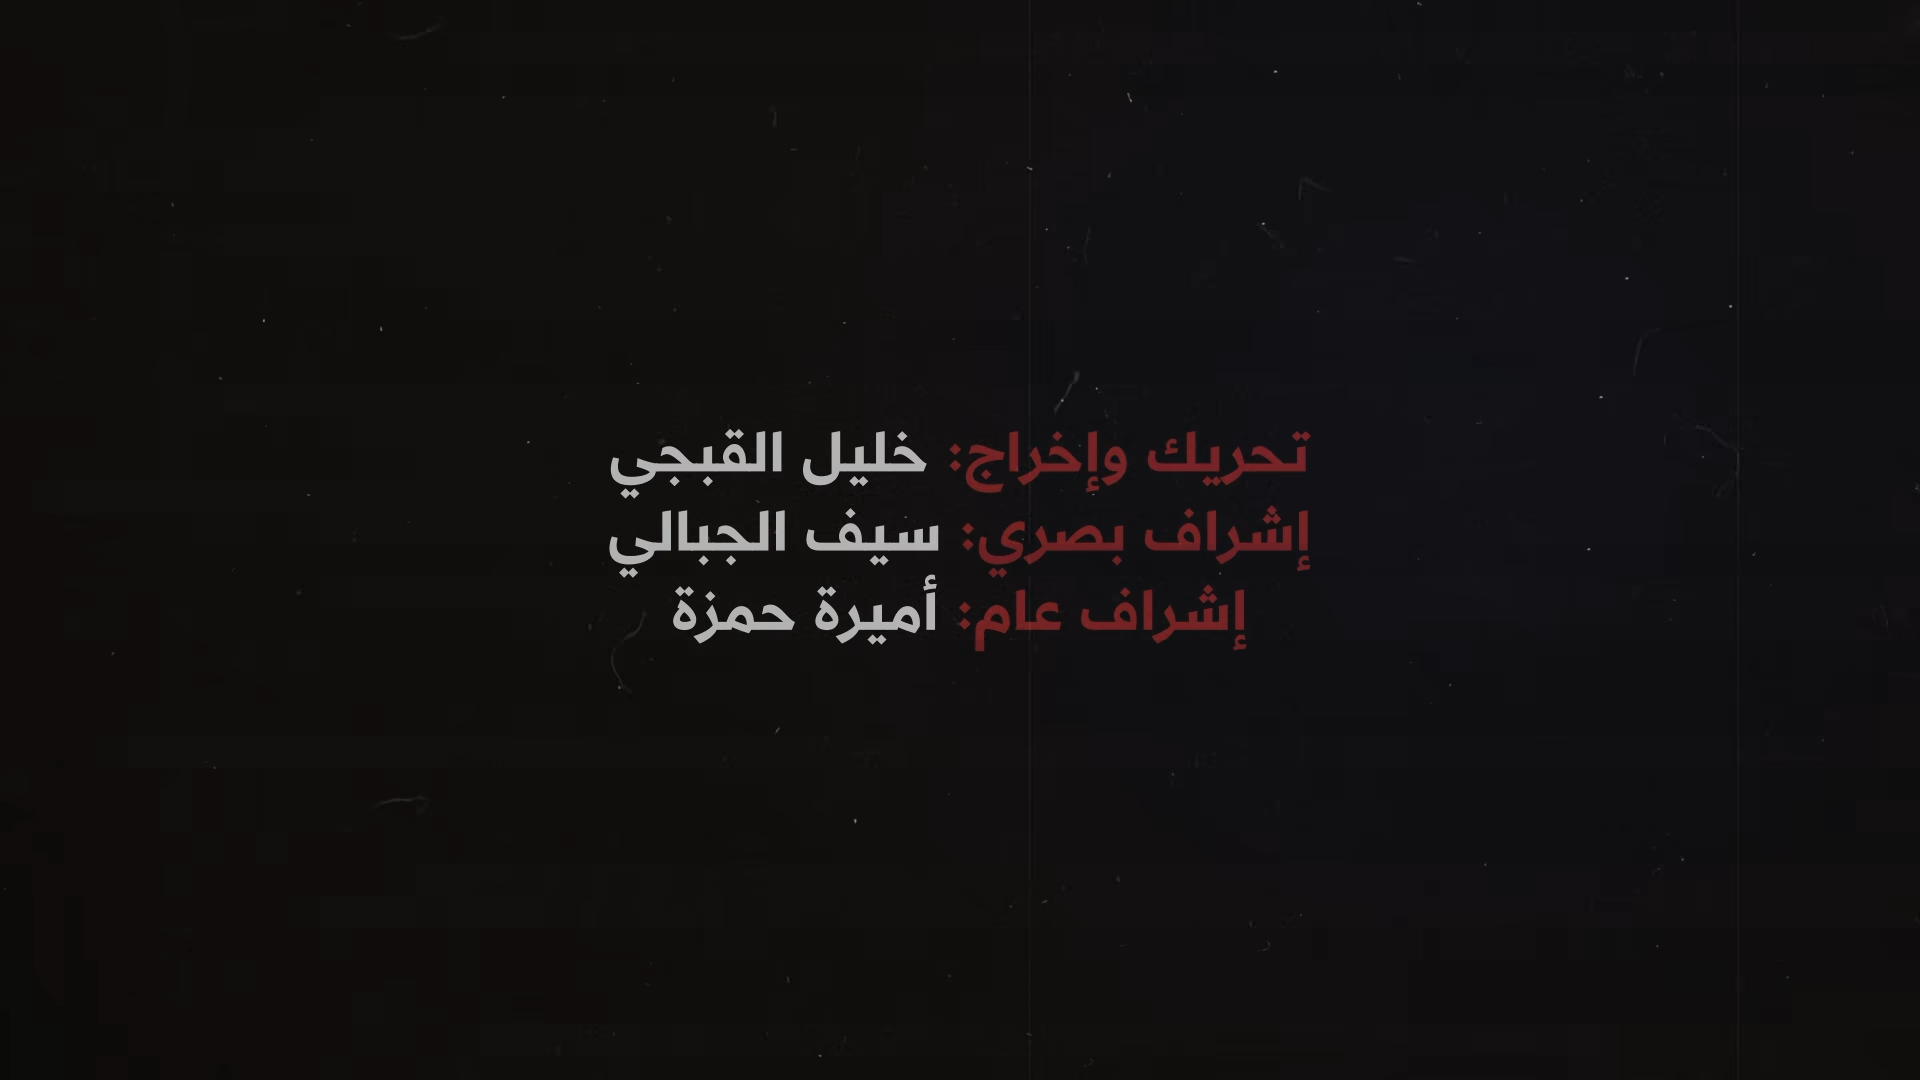 تحريك وإخراج: خليل القبجي
إشراف بصري: سيف الجبالي
إشراف عام: أميرة حمزة